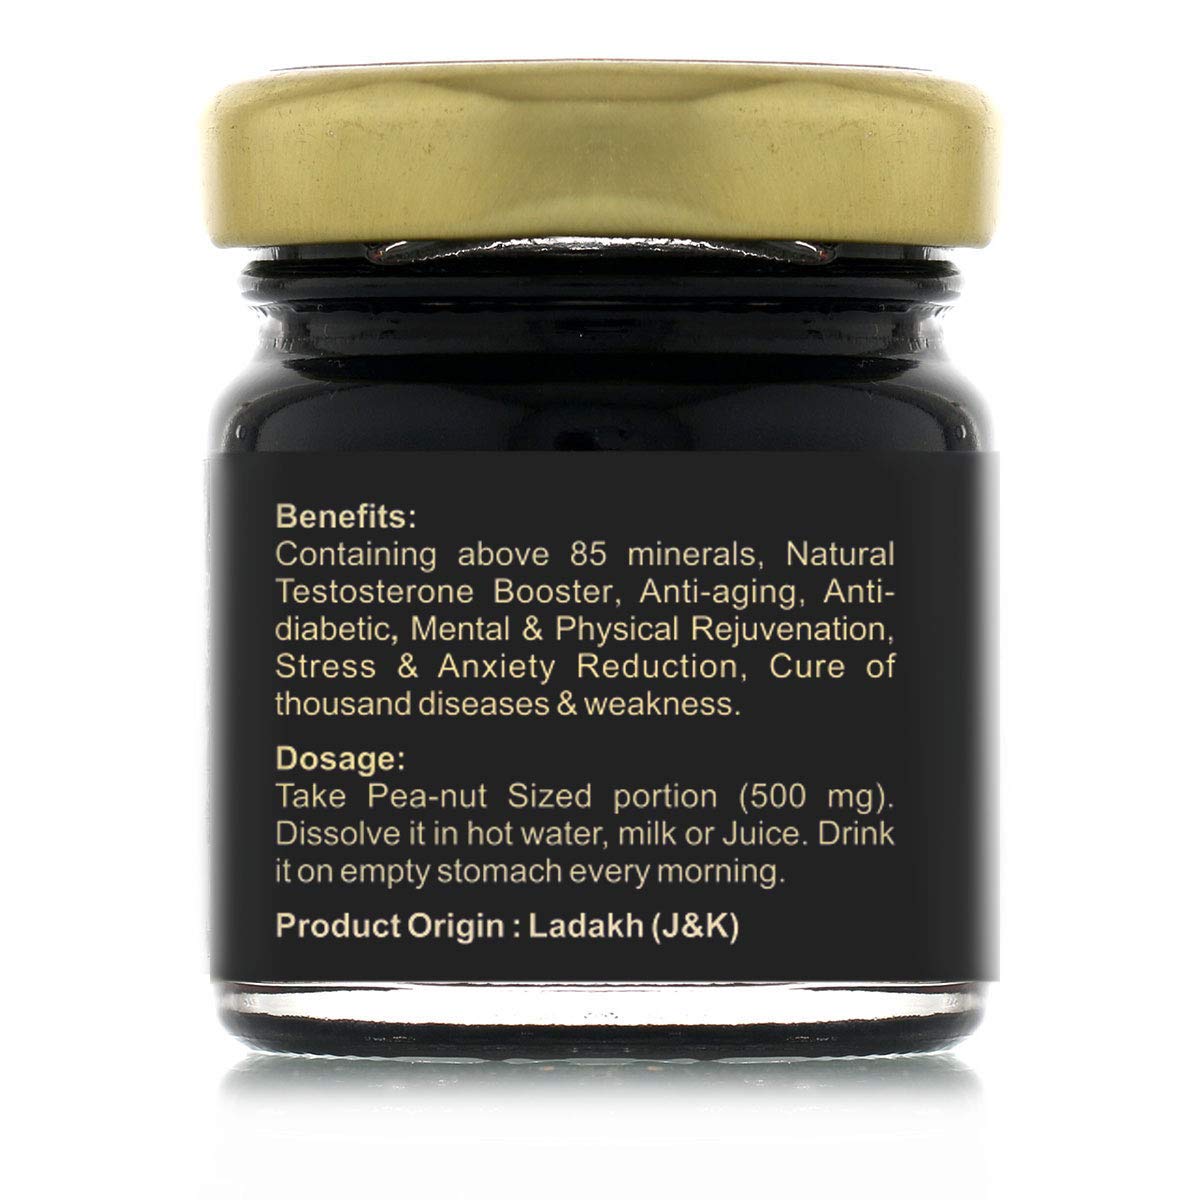 Benefits:
Containing above 85 minerals, Natural
Testosterone Booster, Anti-aging, Anti-
diabetic, Mental & Physical Rejuvenation,
Stress & Anxiety Reduction, Cure of
thousand diseases & weakness.
Dosage:
Take Pea-nut Sized portion (500 mg).
Dissolve it in hot water, milk or Juice. Drink
it on empty stomach every morning.
Product Origin : Ladakh (J&K)